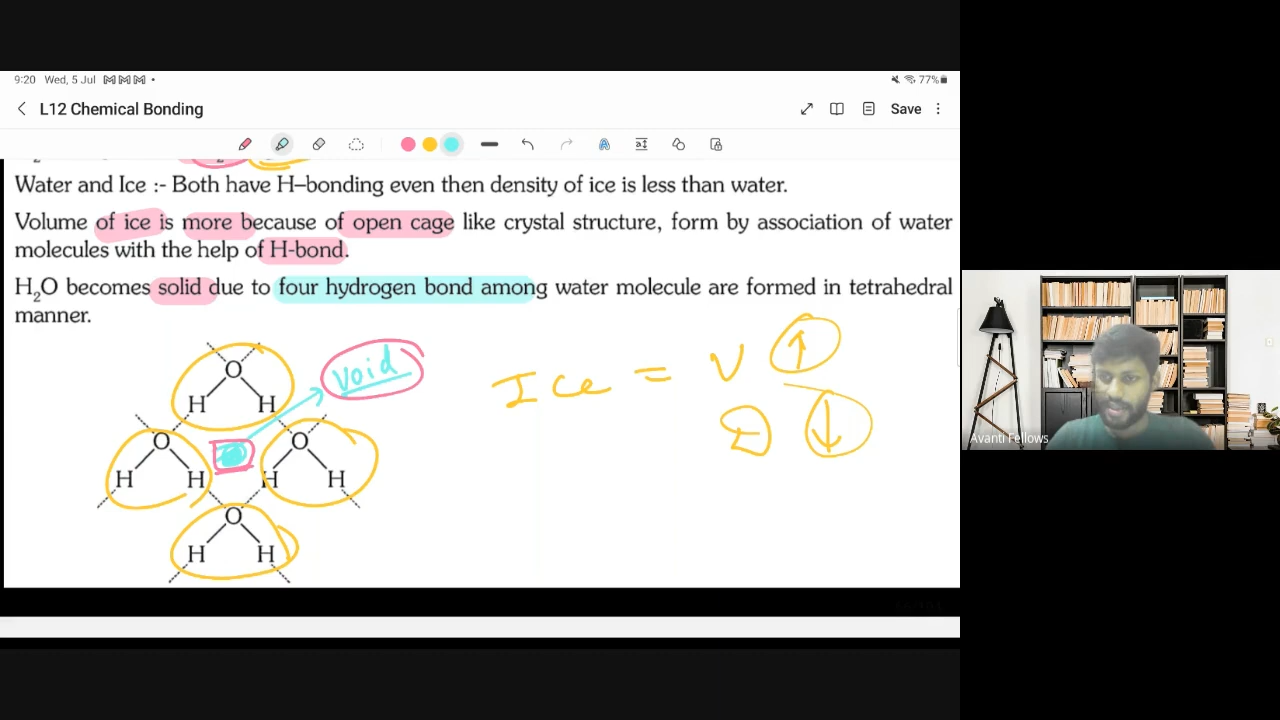 9:20 Wed, 5 Jul
77%
L12 Chemical Bonding
Save
Water and Ice :- Both have H–bonding even then density of ice is less than water.
Volume of ice is more because of open cage like crystal structure, form by association of water
molecules with the help of H-bond.
H₂O becomes solid due to four hydrogen bond among water molecule are formed in tetrahedral
manner.
O
H H
void
O O
H H H H
O
H H
Ice = V ↑
D ↓
Avanti Fellows